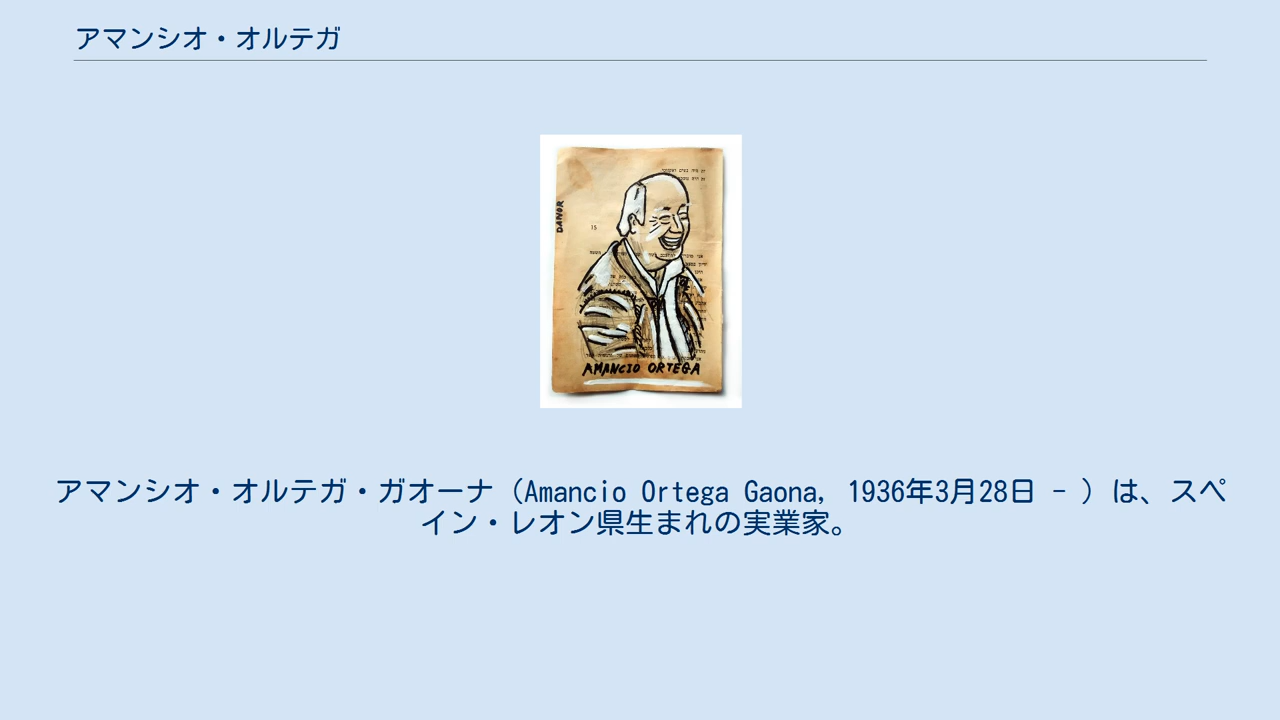 アマンシオ・オルテガ
DANOR
15
AMANCIO ORTEGA
アマンシオ・オルテガ・ガオーナ（Amancio Ortega Gaona, 1936年3月28日 - ）は、スペ
イン・レオン県生まれの実業家。